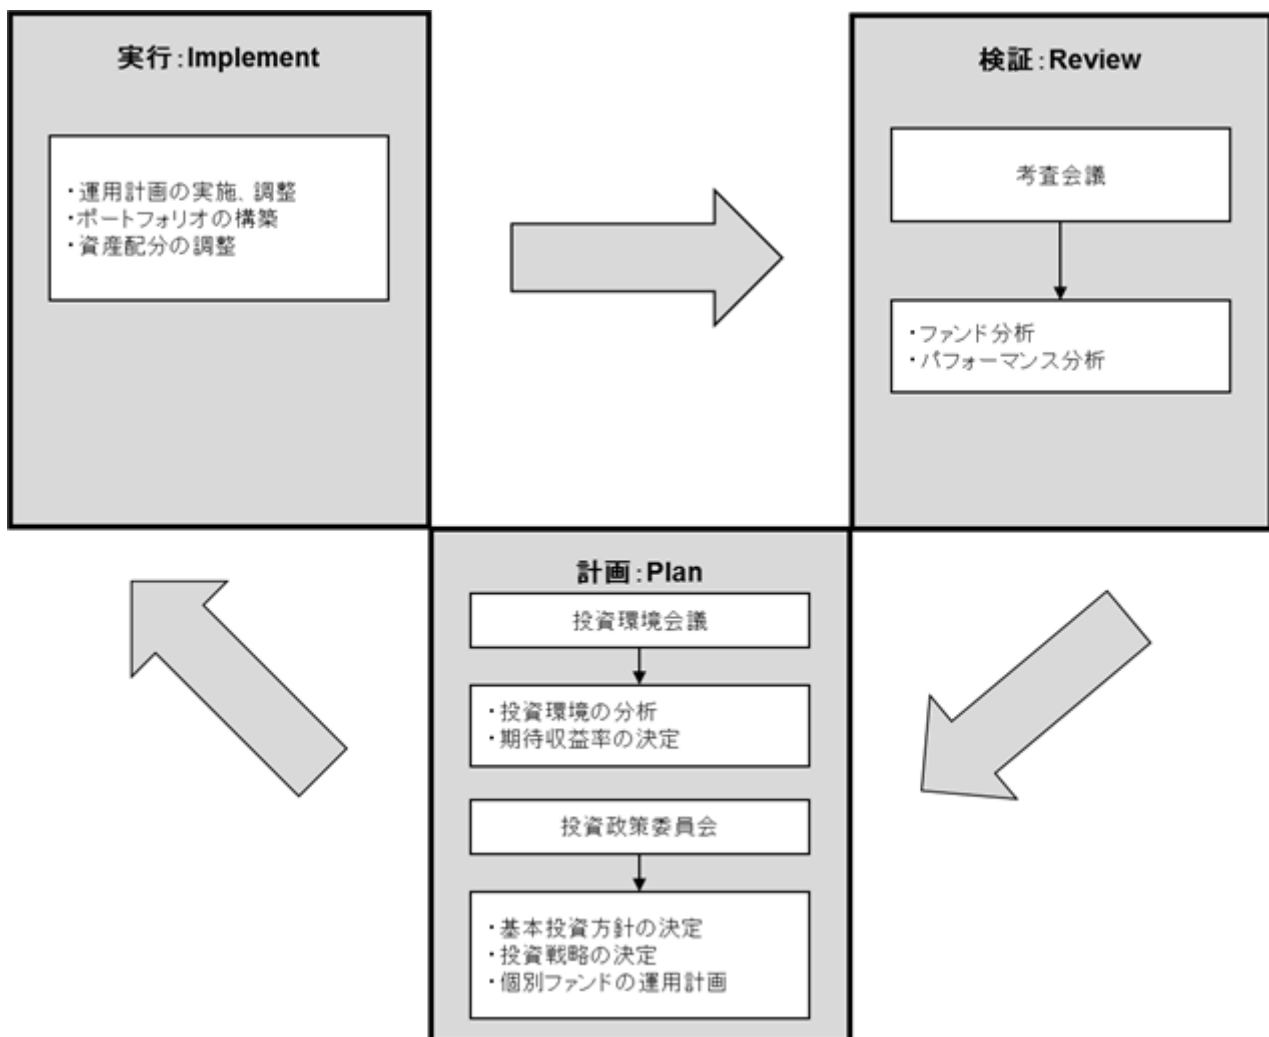 実行:Implement
・運用計画の実施、調整
・ポートフォリオの構築
・資産配分の調整
検証:Review
考査会議
・ファンド分析
・パフォーマンス分析
計画:Plan
投資環境会議
・投資環境の分析
・期待収益率の決定
投資政策委員会
・基本投資方針の決定
・投資戦略の決定
・個別ファンドの運用計画